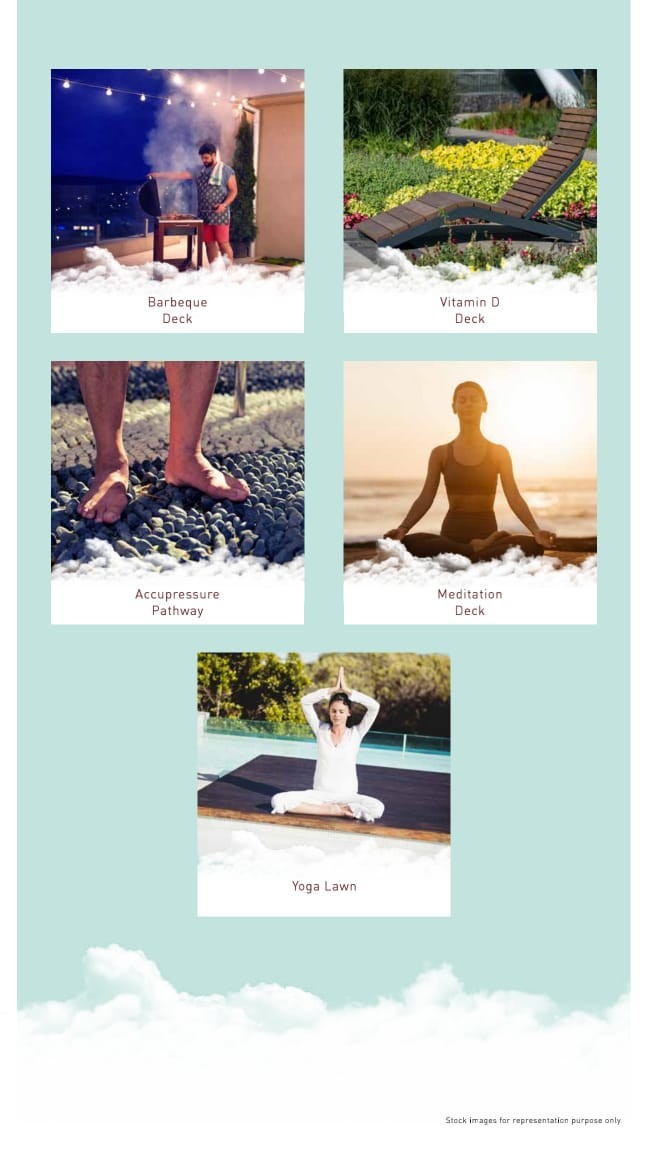 Barbeque
Deck
Vitamin D
Deck
Accupressure
Pathway
Meditation
Deck
Yoga Lawn
Stock images for representation purpose only.